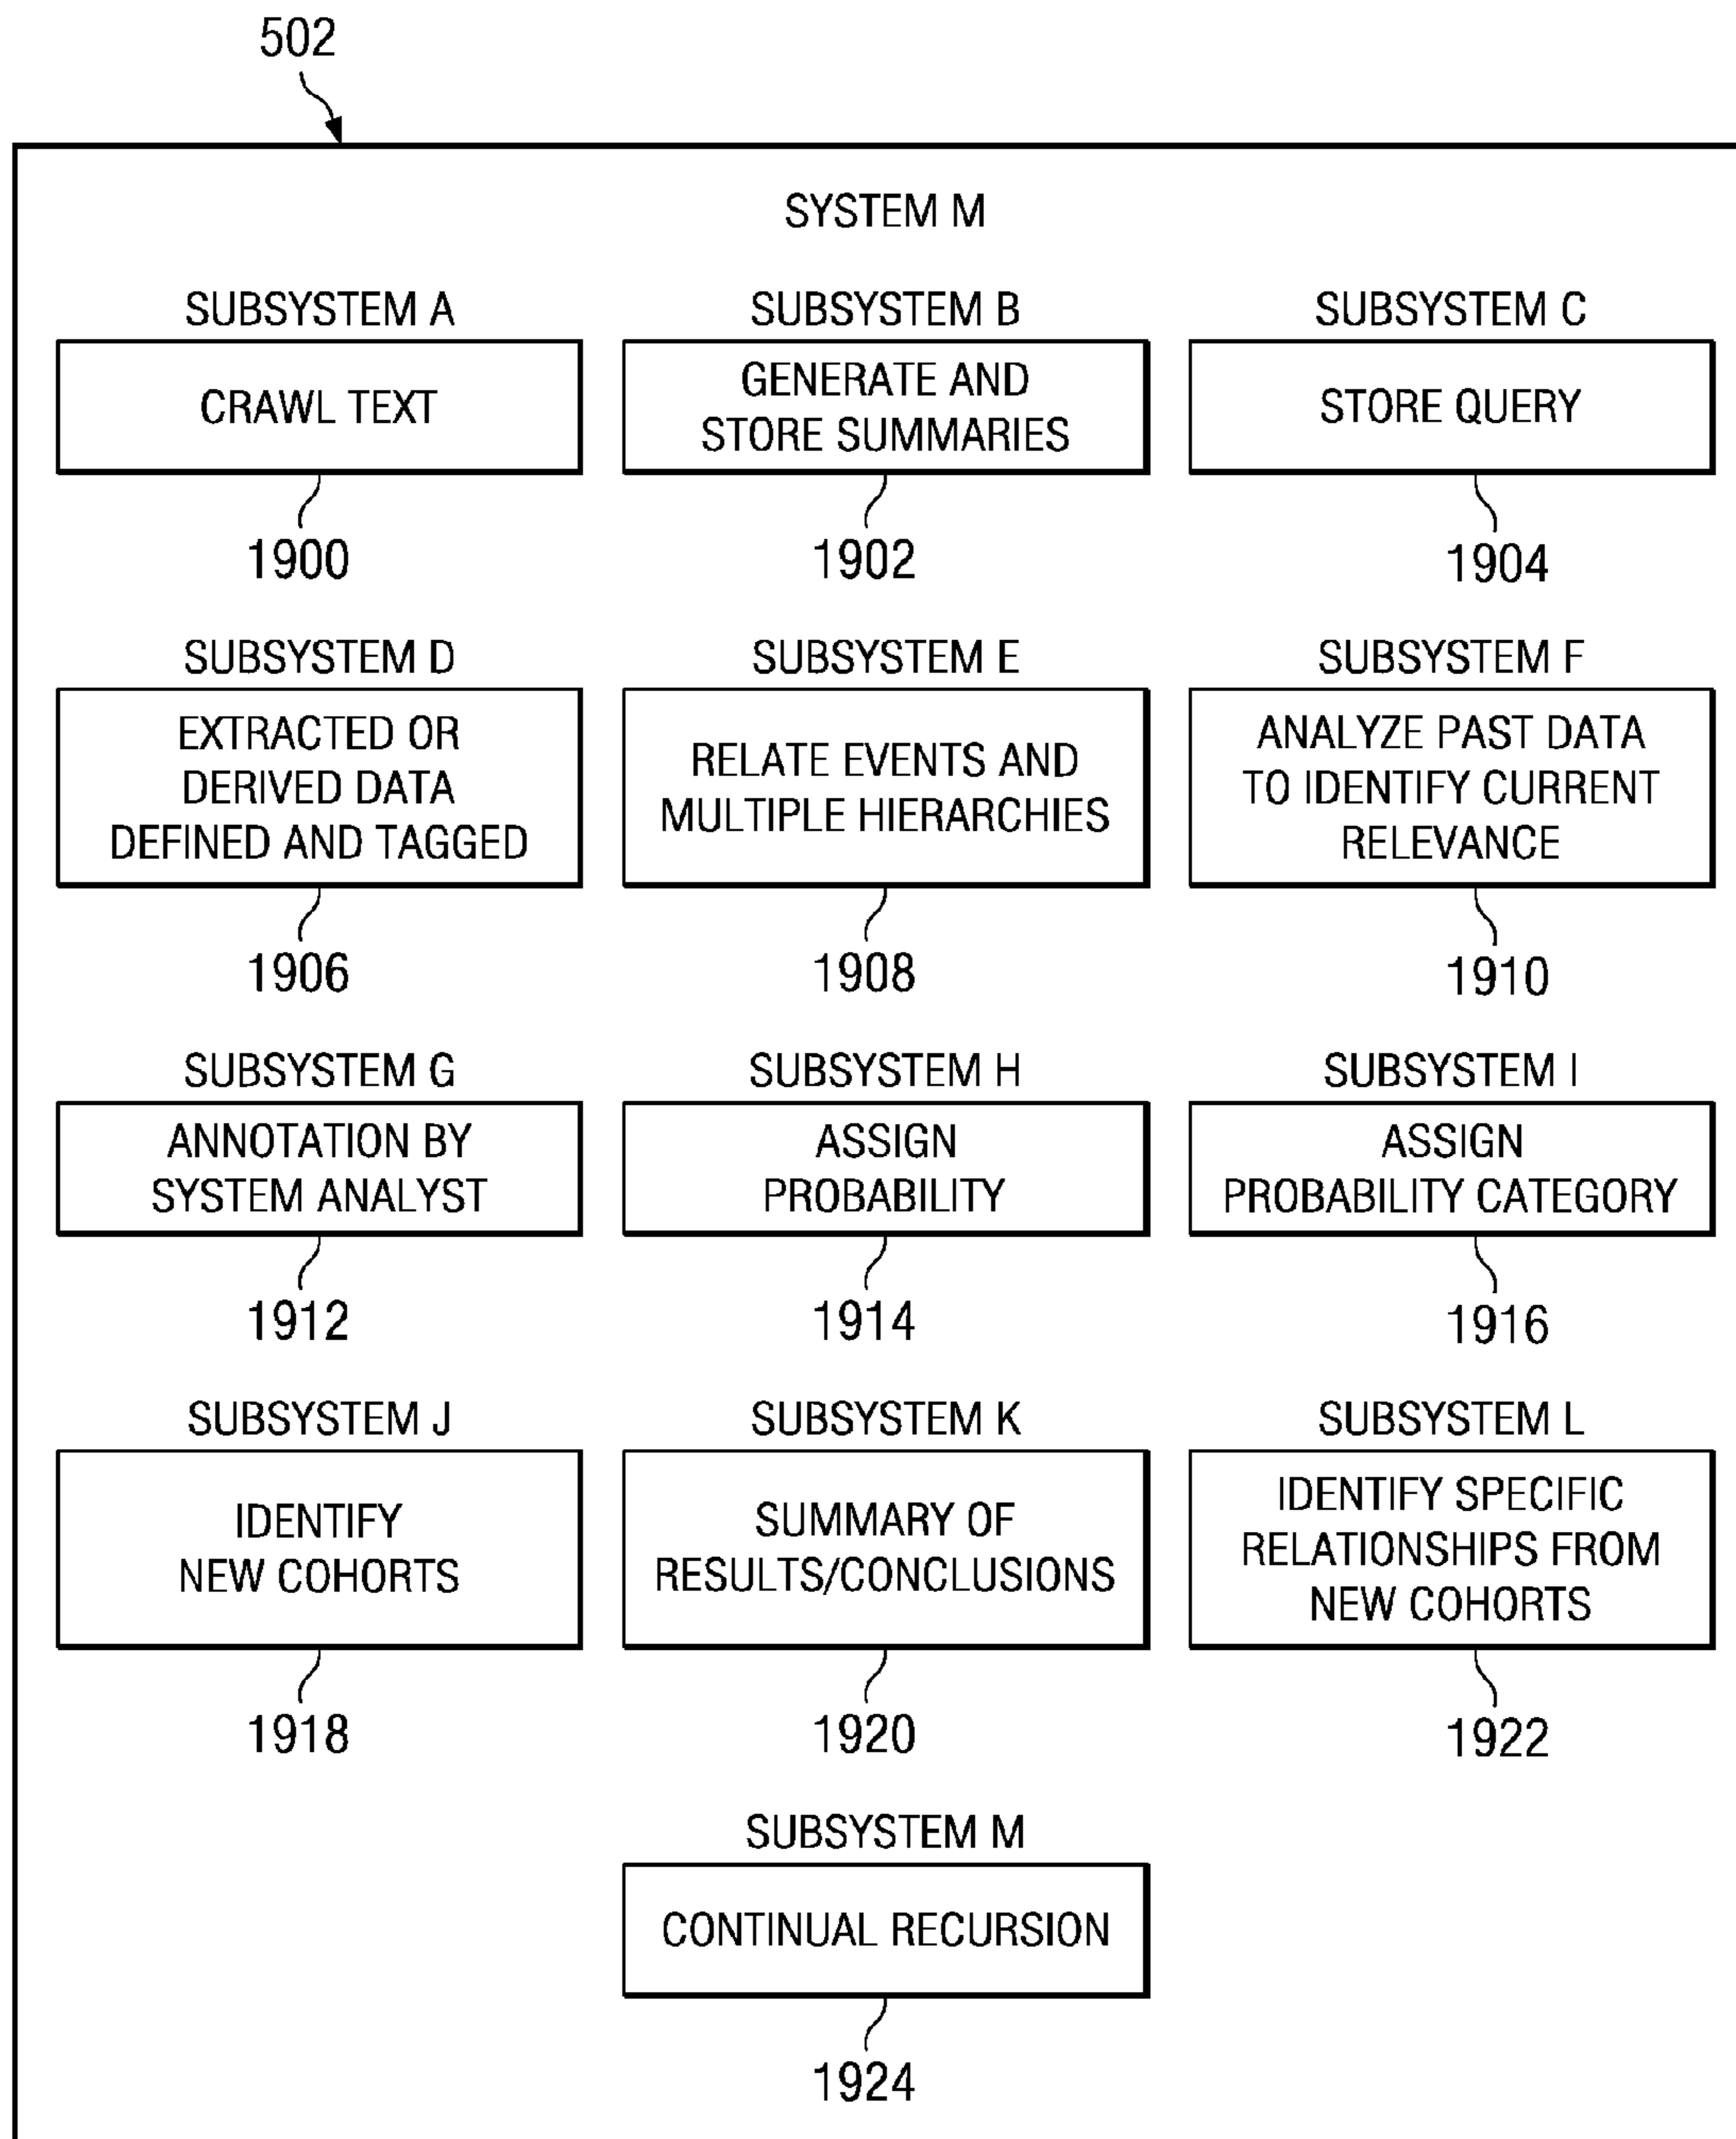 502
SYSTEM M
SUBSYSTEM A
CRAWL TEXT
1900
SUBSYSTEM B
GENERATE AND
STORE SUMMARIES
1902
SUBSYSTEM C
STORE QUERY
1904
SUBSYSTEM D
EXTRACTED OR
DERIVED DATA
DEFINED AND TAGGED
1906
SUBSYSTEM E
RELATE EVENTS AND
MULTIPLE HIERARCHIES
1908
SUBSYSTEM F
ANALYZE PAST DATA
TO IDENTIFY CURRENT
RELEVANCE
1910
SUBSYSTEM G
ANNOTATION BY
SYSTEM ANALYST
1912
SUBSYSTEM H
ASSIGN
PROBABILITY
1914
SUBSYSTEM I
ASSIGN
PROBABILITY CATEGORY
1916
SUBSYSTEM J
IDENTIFY
NEW COHORTS
1918
SUBSYSTEM K
SUMMARY OF
RESULTS/CONCLUSIONS
1920
SUBSYSTEM L
IDENTIFY SPECIFIC
RELATIONSHIPS FROM
NEW COHORTS
1922
SUBSYSTEM M
CONTINUAL RECURSION
1924